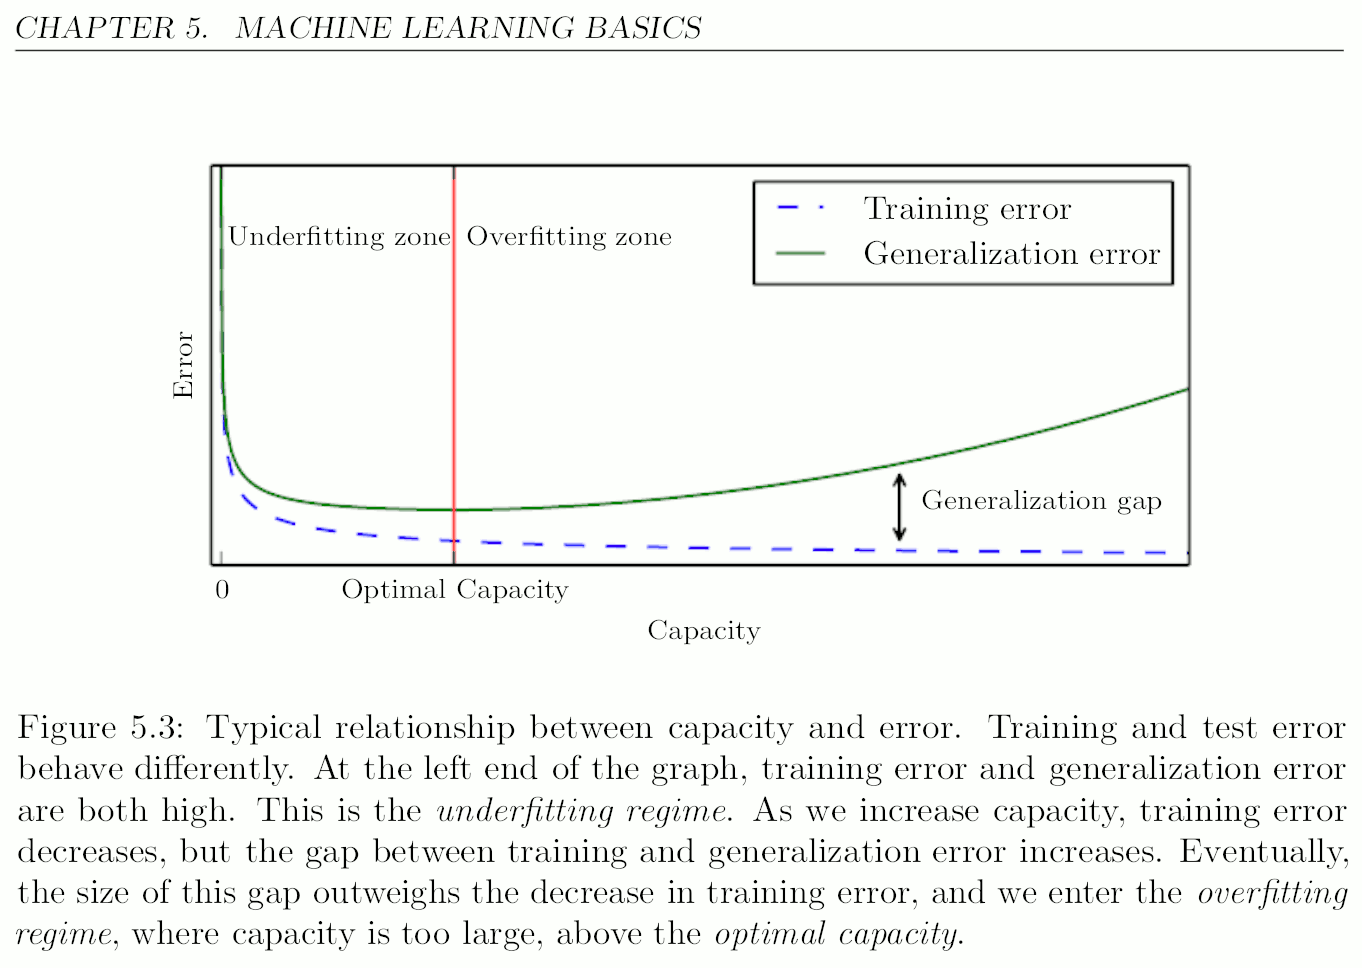 CHAPTER 5. MACHINE LEARNING BASICS
Training error
Generalization error
Underfitting zone
Overfitting zone
Error
Generalization gap
0
Optimal Capacity
Capacity
Figure 5.3: Typical relationship between capacity and error. Training and test error
behave differently. At the left end of the graph, training error and generalization error
are both high. This is the underfitting regime. As we increase capacity, training error
decreases, but the gap between training and generalization error increases. Eventually,
the size of this gap outweighs the decrease in training error, and we enter the overfitting
regime, where capacity is too large, above the optimal capacity.